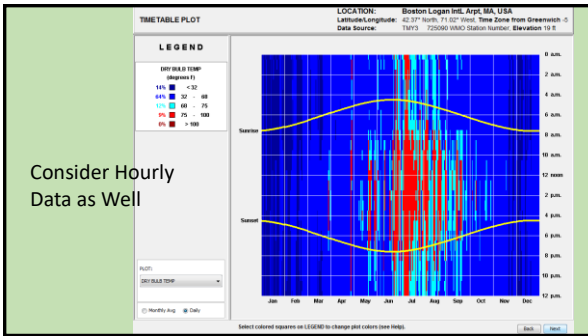 TIMETABLE PLOT
LOCATION: Boston Logan IntL Arpt, MA, USA
Latitude/Longitude: 42.37° North, 71.02° West, Time Zone from Greenwich -5
Data Source: TMY3 725090 WMO Station Number, Elevation 19 ft
LEGEND
DRY BULB TEMP
(degrees F)
14% < 32
64% 32 - 60
13% 60 - 75
9% 75 - 100
0% > 100
Consider Hourly
Data as Well
PLOT:
DRY BULB TEMP
Monthly Avg Daily
Sunrise
Sunset
0 a.m.
2 a.m.
4 a.m.
6 a.m.
8 a.m.
10 a.m.
12 noon
2 p.m.
4 p.m.
6 p.m.
8 p.m.
10 p.m.
12 p.m.
Jan Feb Mar Apr May Jun Jul Aug Sep Oct Nov Dec
Select colored squares on LEGEND to change plot colors (see Help).
Back Next